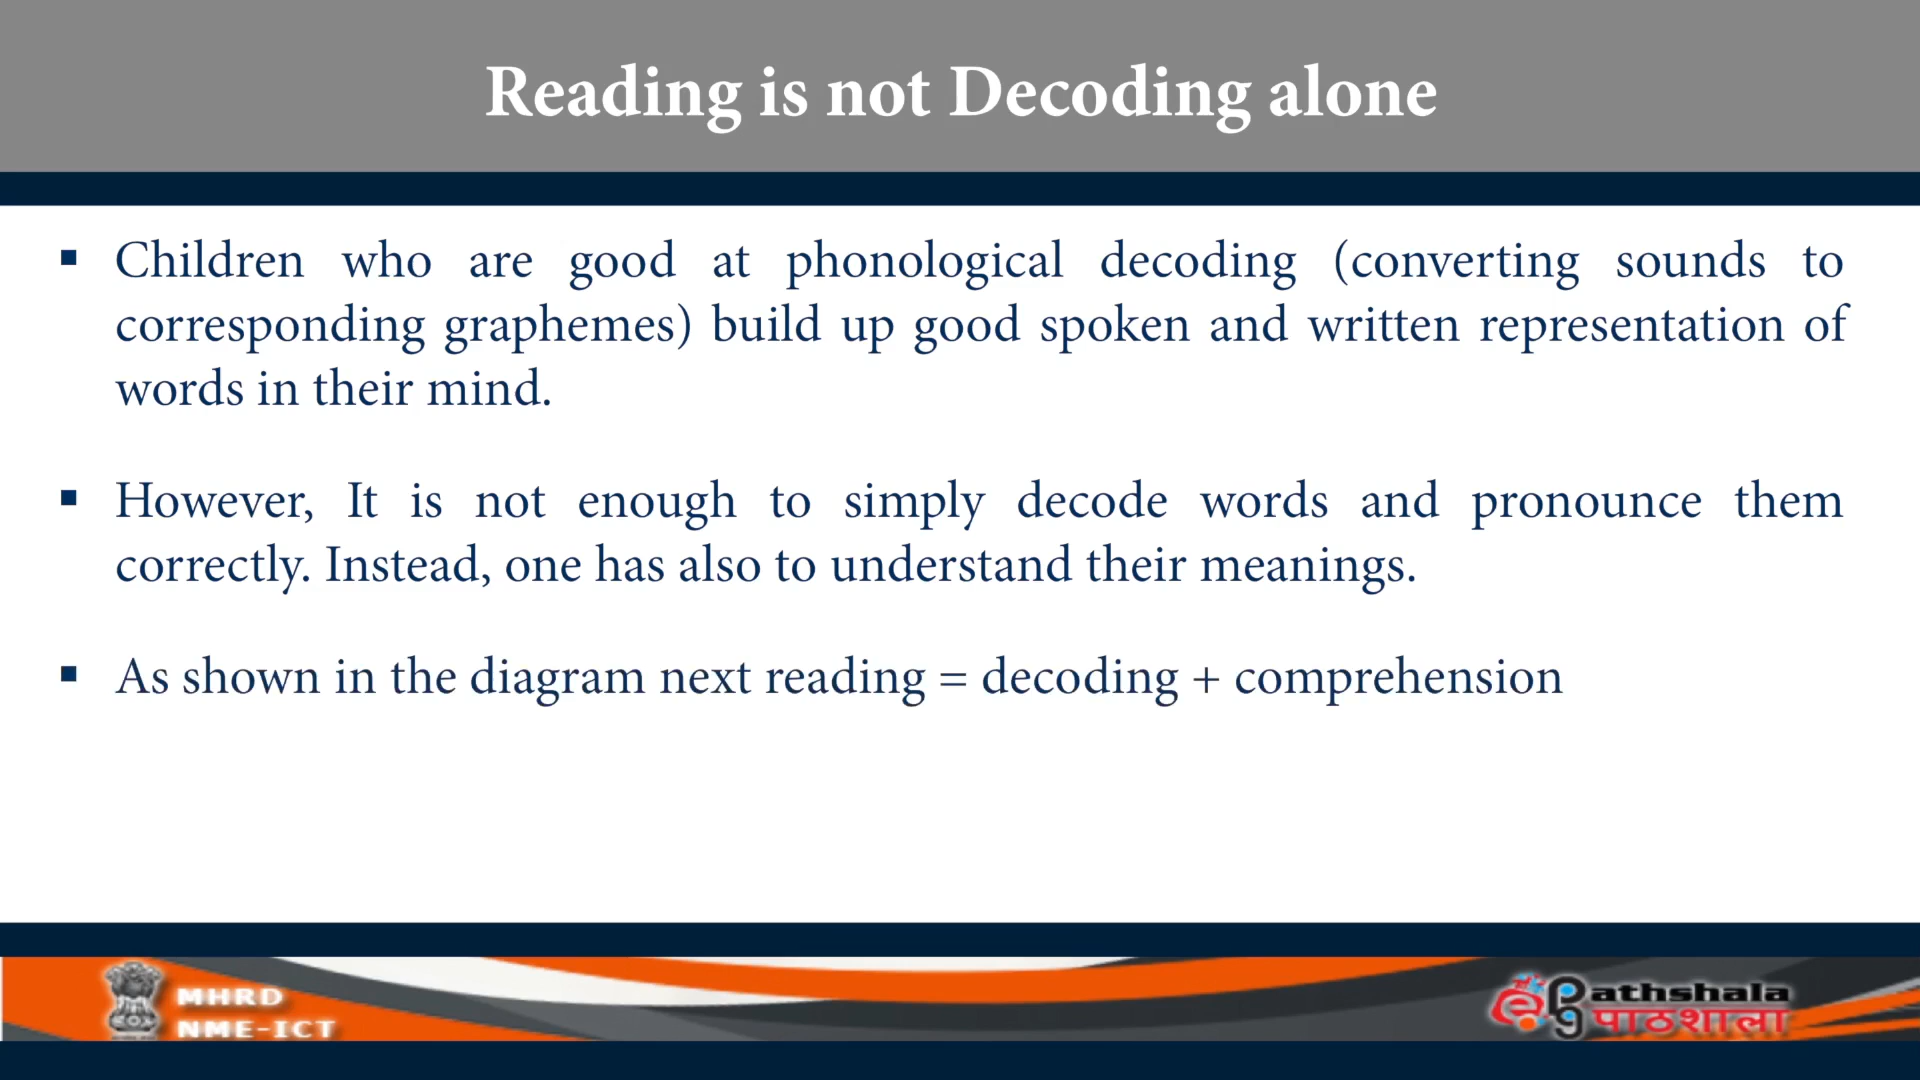 Reading is not Decoding alone
▪ Children who are good at phonological decoding (converting sounds to
corresponding graphemes) build up good spoken and written representation of
words in their mind.
▪ However, It is not enough to simply decode words and pronounce them
correctly. Instead, one has also to understand their meanings.
▪ As shown in the diagram next reading = decoding + comprehension
MHRD
NME-ICT
ePathshala
पाठशाला